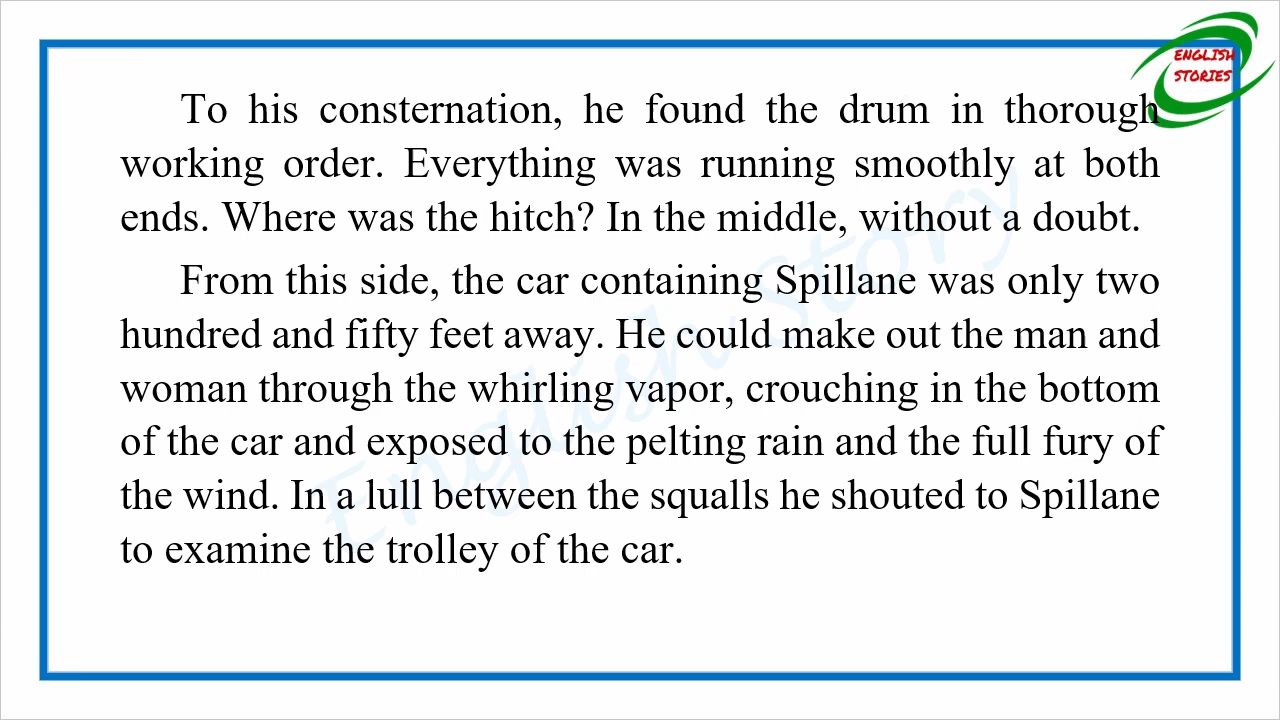 ENGLISH
STORIES
To his consternation, he found the drum in thorough
working order. Everything was running smoothly at both
ends. Where was the hitch? In the middle, without a doubt.
From this side, the car containing Spillane was only two
hundred and fifty feet away. He could make out the man and
woman through the whirling vapor, crouching in the bottom
of the car and exposed to the pelting rain and the full fury of
the wind. In a lull between the squalls he shouted to Spillane
to examine the trolley of the car.
English Story